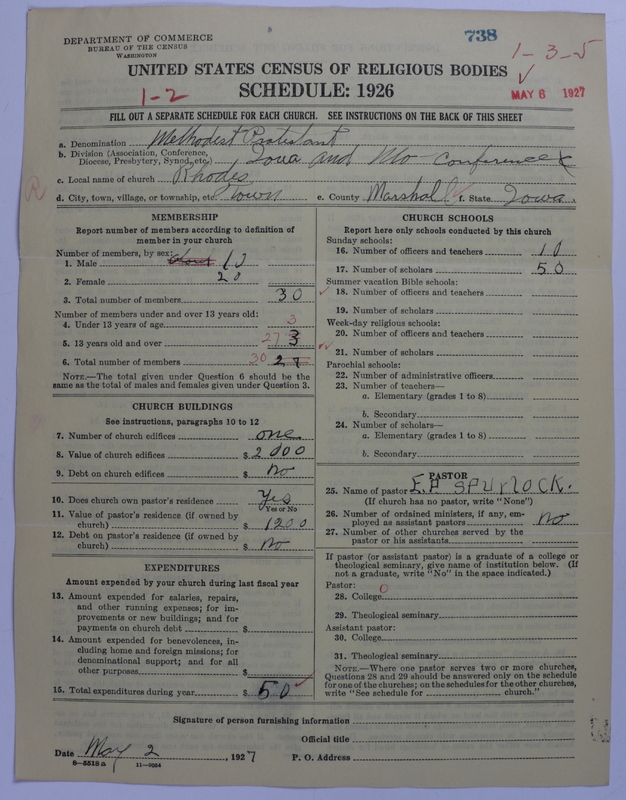 DEPARTMENT OF COMMERCE
BUREAU OF THE CENSUS
WASHINGTON
738
1-3-5
UNITED STATES CENSUS OF RELIGIOUS BODIES
SCHEDULE: 1926
1-2
MAY 6 1927
FILL OUT A SEPARATE SCHEDULE FOR EACH CHURCH. SEE INSTRUCTIONS ON THE BACK OF THIS SHEET
a. Denomination Methodest Protestant
b. Division (Association, Conference, Diocese, Presbytery, Synod, etc.) Ioua and Mo Conference
c. Local name of church Rhodes
d. City, town, village, or township, etc. Town e. County Marshall f. State Iowa
R
MEMBERSHIP
Report number of members according to definition of
member in your church
Number of members, by sex:
1. Male 10
2. Female 20
3. Total number of members 30
Number of members under and over 13 years old:
4. Under 13 years of age 3
5. 13 years old and over 27 3
6. Total number of members 30 27
NOTE.—The total given under Question 6 should be the
same as the total of males and females given under Question 3.
CHURCH BUILDINGS
See instructions, paragraphs 10 to 12
7. Number of church edifices one
8. Value of church edifices $ 2000
9. Debt on church edifices $ No
10. Does church own pastor's residence Yes
Yes or No
11. Value of pastor's residence (if owned by
church) $ 1200
12. Debt on pastor's residence (if owned by
church) $ No
EXPENDITURES
Amount expended by your church during last fiscal year
13. Amount expended for salaries, repairs,
and other running expenses; for im-
provements or new buildings; and for
payments on church debt $
14. Amount expended for benevolences, in-
cluding home and foreign missions; for
denominational support; and for all
other purposes $
15. Total expenditures during year $ 50
CHURCH SCHOOLS
Report here only schools conducted by this church
Sunday schools:
16. Number of officers and teachers 10
17. Number of scholars 50
Summer vacation Bible schools:
18. Number of officers and teachers
19. Number of scholars
Week-day religious schools:
20. Number of officers and teachers
21. Number of scholars
Parochial schools:
22. Number of administrative officers
23. Number of teachers—
a. Elementary (grades 1 to 8)
b. Secondary
24. Number of scholars—
a. Elementary (grades 1 to 8)
b. Secondary
PASTOR
25. Name of pastor E.A SPURLOCK.
(If church has no pastor, write "None")
26. Number of ordained ministers, if any, em-
ployed as assistant pastors No
27. Number of other churches served by the
pastor or his assistants
If pastor (or assistant pastor) is a graduate of a college or
theological seminary, give name of institution below. (If
not a graduate, write "No" in the space indicated.)
Pastor:
28. College 0
29. Theological seminary
Assistant pastor:
30. College
31. Theological seminary
NOTE.—Where one pastor serves two or more churches,
Questions 28 and 29 should be answered only on the schedule
for one of the churches; on the schedules for the other churches,
write "See schedule for church."
Signature of person furnishing information
Official title
Date May 2, 1927 P. O. Address
8—5518a 11—9034